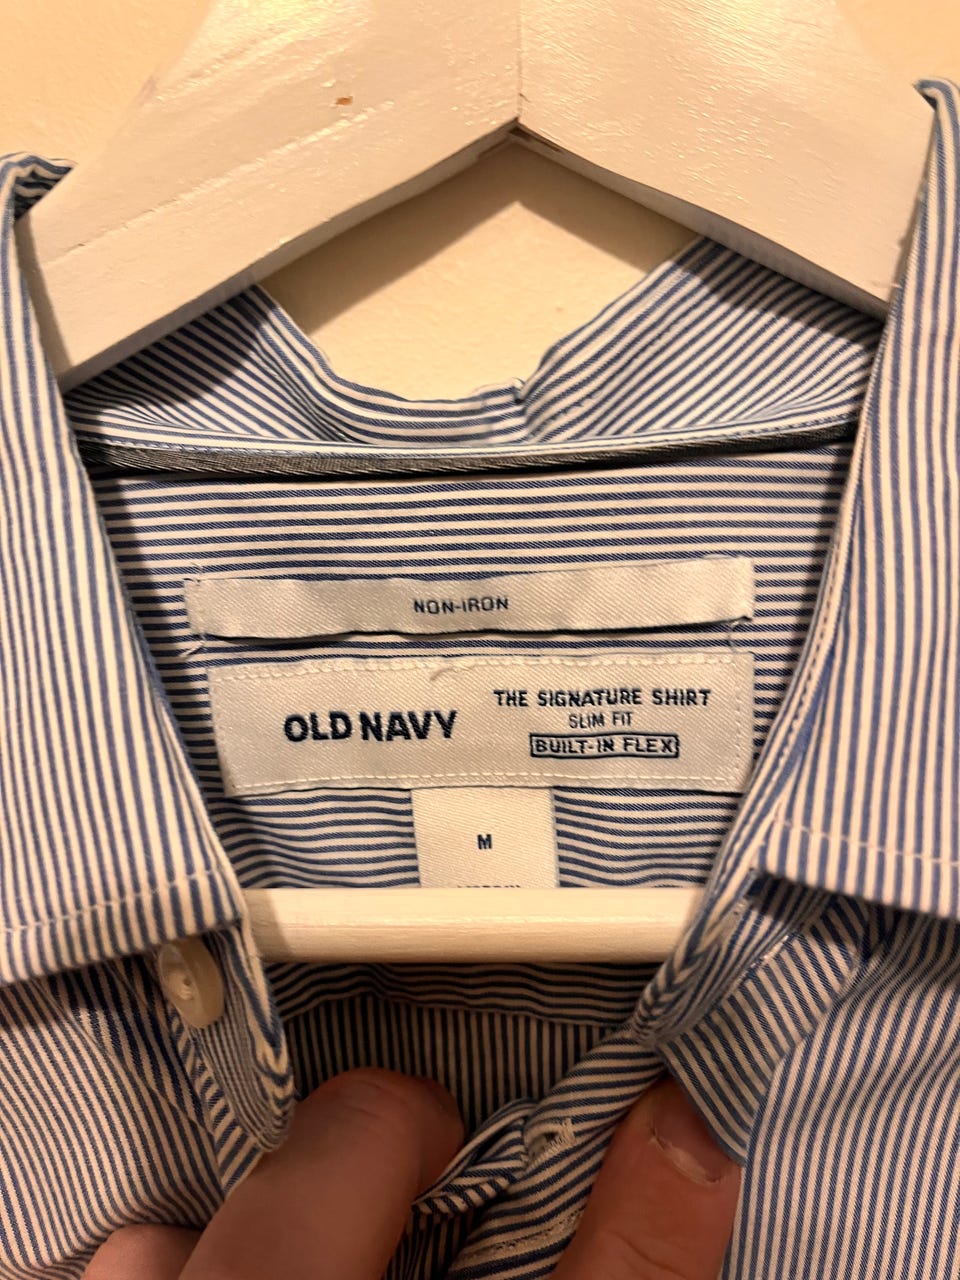 NON-IRON
OLD NAVY
THE SIGNATURE SHIRT
SLIM FIT
BUILT-IN FLEX
M